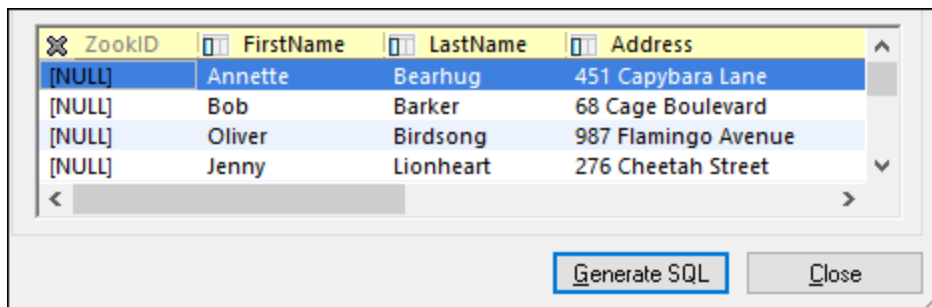 ZookID FirstName LastName Address
[NULL] Annette Bearhug 451 Capybara Lane
[NULL] Bob Barker 68 Cage Boulevard
[NULL] Oliver Birdsong 987 Flamingo Avenue
[NULL] Jenny Lionheart 276 Cheetah Street
Generate SQL Close